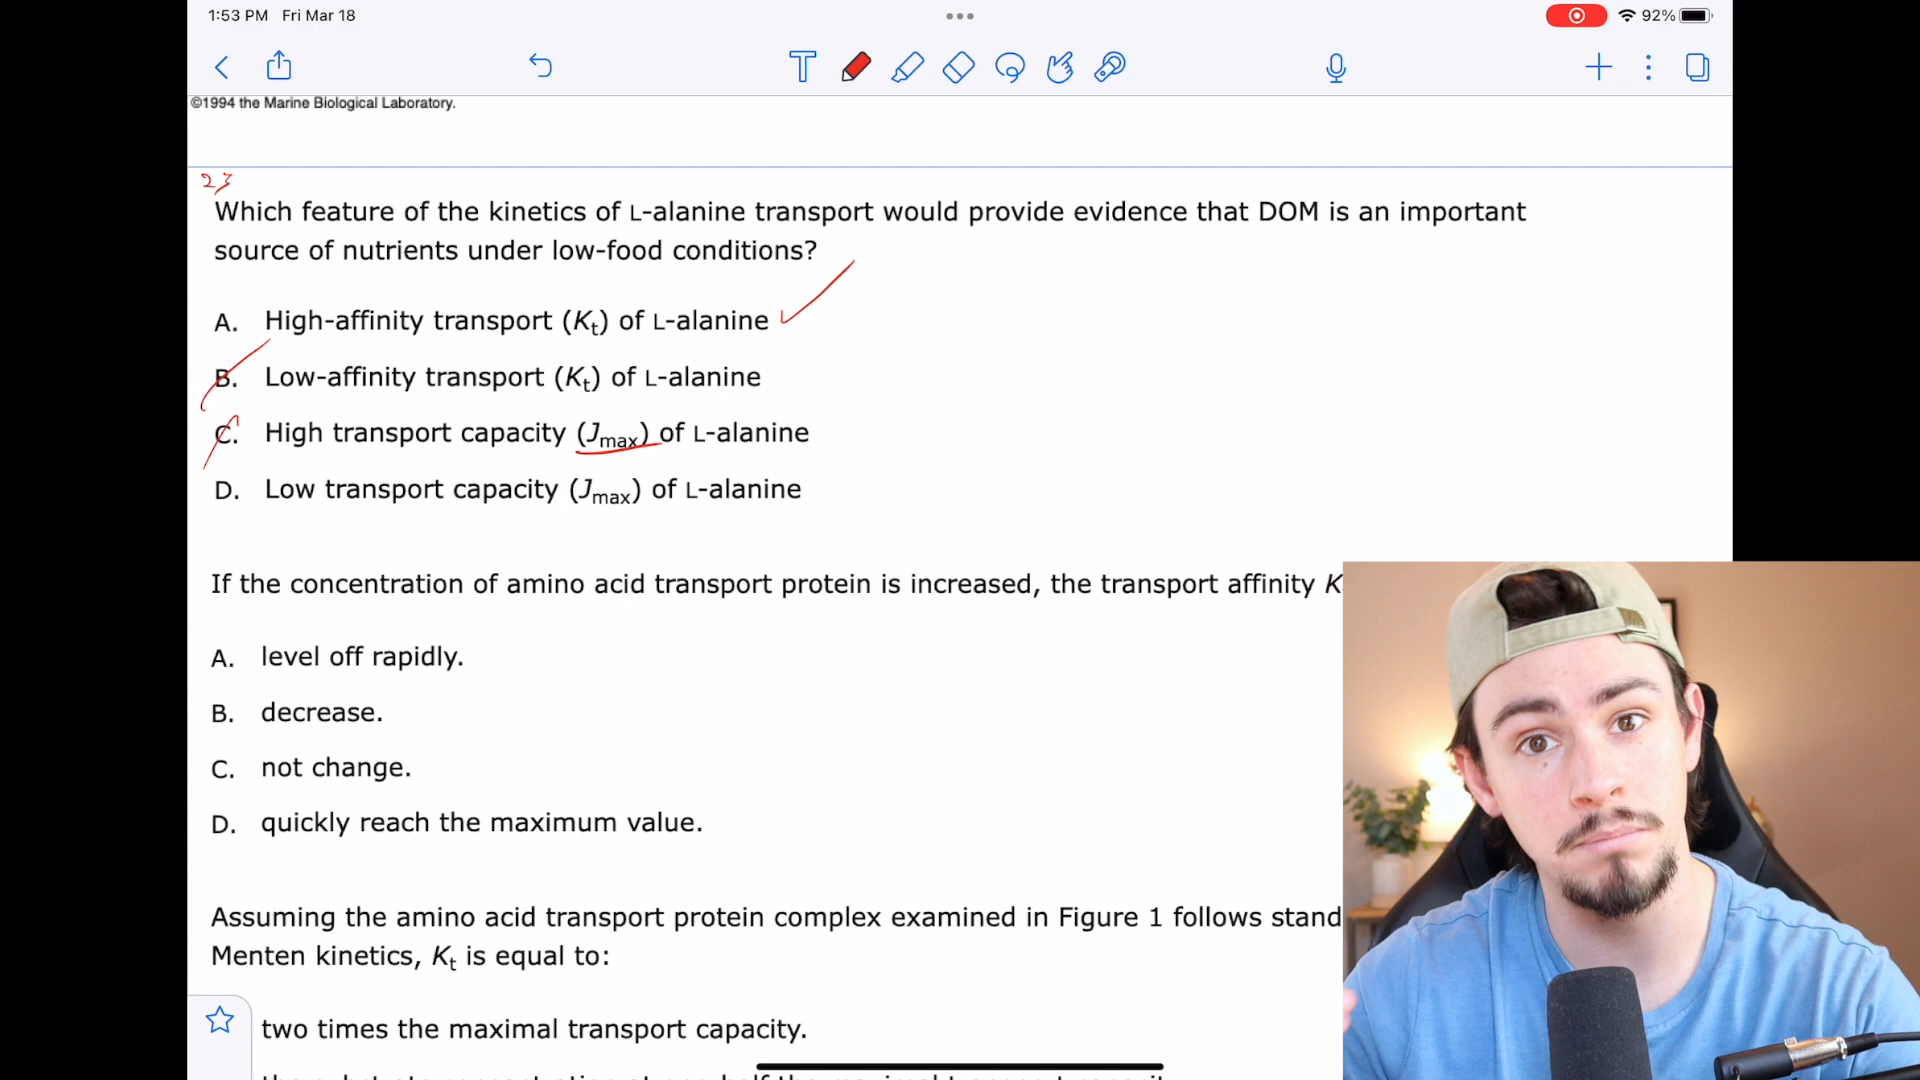 1:53 PM Fri Mar 18
92%
©1994 the Marine Biological Laboratory.
23
Which feature of the kinetics of L-alanine transport would provide evidence that DOM is an important
source of nutrients under low-food conditions?
A. High-affinity transport (Kt) of L-alanine
B. Low-affinity transport (Kt) of L-alanine
C. High transport capacity (Jmax) of L-alanine
D. Low transport capacity (Jmax) of L-alanine
If the concentration of amino acid transport protein is increased, the transport affinity K
A. level off rapidly.
B. decrease.
C. not change.
D. quickly reach the maximum value.
Assuming the amino acid transport protein complex examined in Figure 1 follows stand
Menten kinetics, Kt is equal to:
two times the maximal transport capacity.